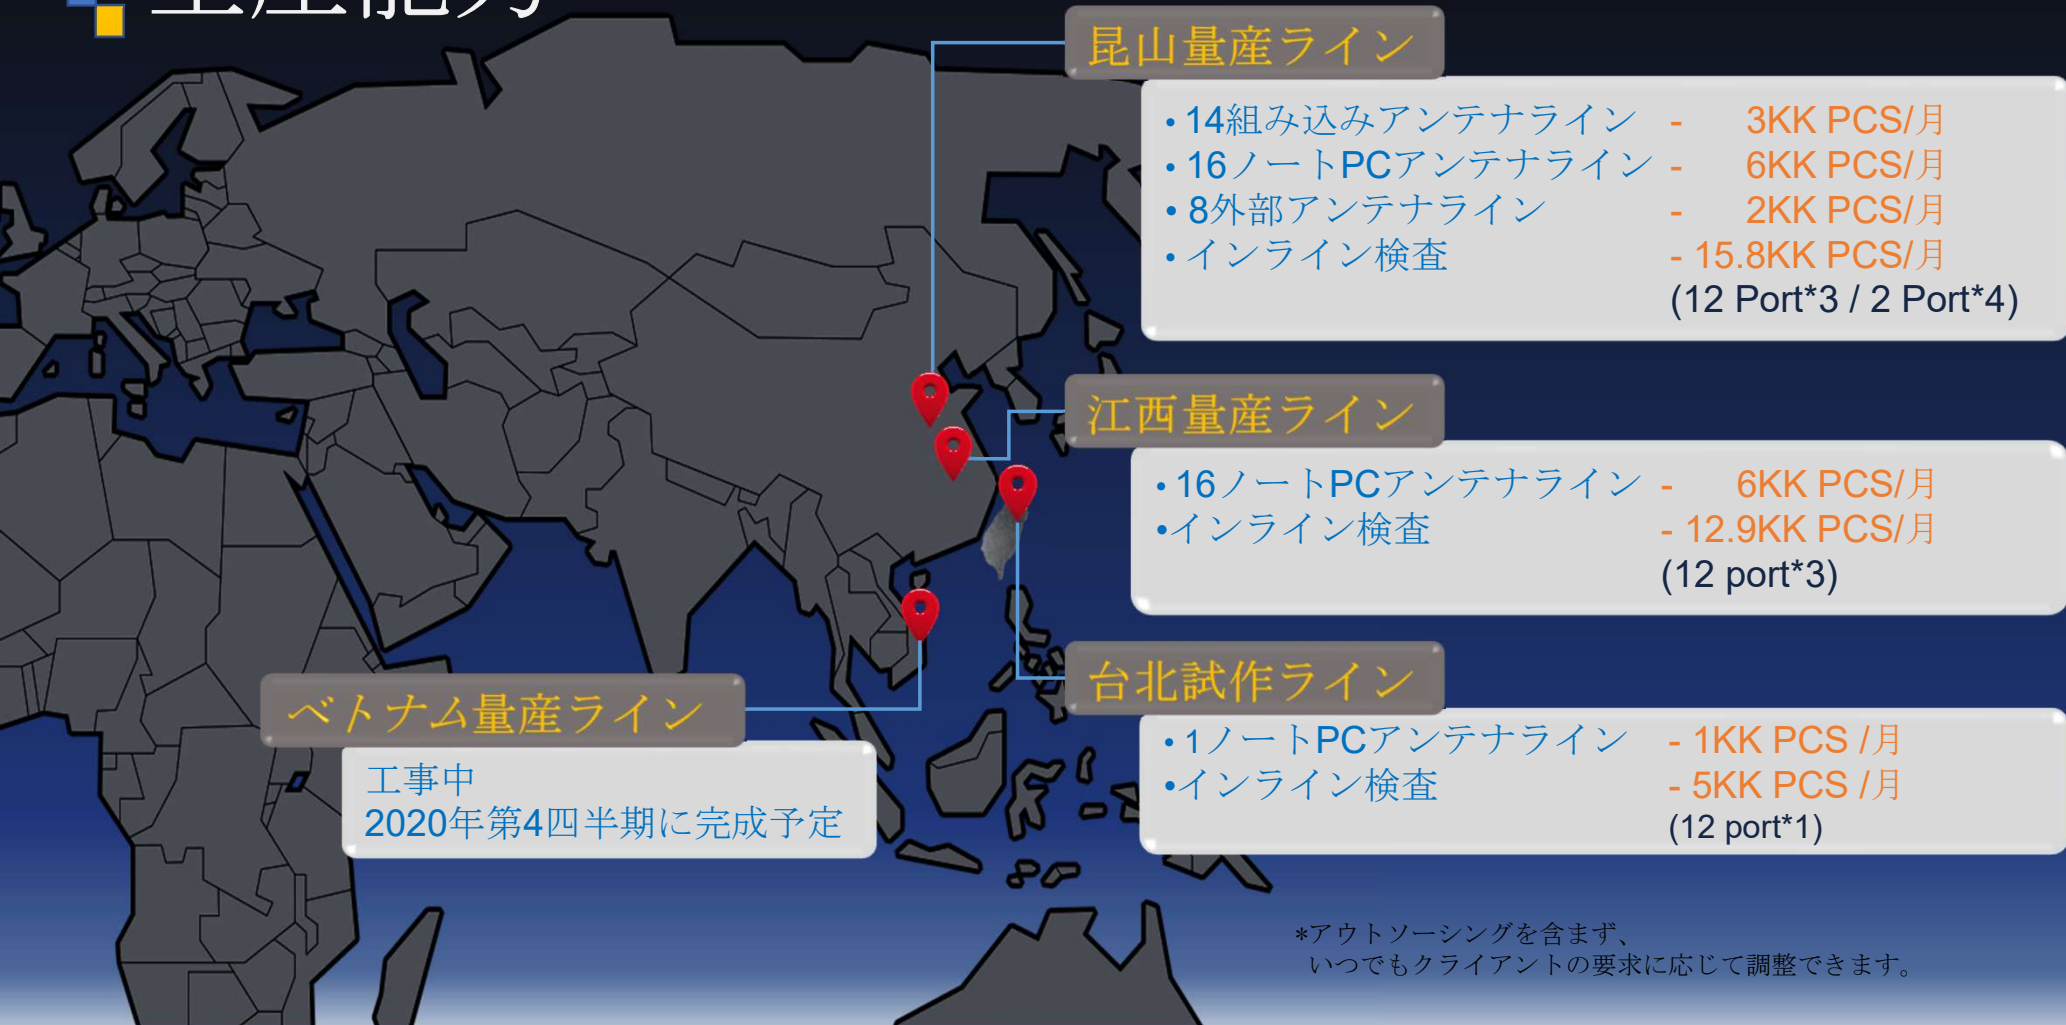 昆山量産ライン
• 14組み込みアンテナライン - 3KK PCS/月
• 16ノートPCアンテナライン - 6KK PCS/月
• 8外部アンテナライン - 2KK PCS/月
• インライン検査 - 15.8KK PCS/月
(12 Port*3 / 2 Port*4)
江西量産ライン
• 16ノートPCアンテナライン - 6KK PCS/月
•インライン検査 - 12.9KK PCS/月
(12 port*3)
台北試作ライン
• 1ノートPCアンテナライン - 1KK PCS /月
•インライン検査 - 5KK PCS /月
(12 port*1)
ベトナム量産ライン
工事中
2020年第4四半期に完成予定
*アウトソーシングを含まず、
いつでもクライアントの要求に応じて調整できます。